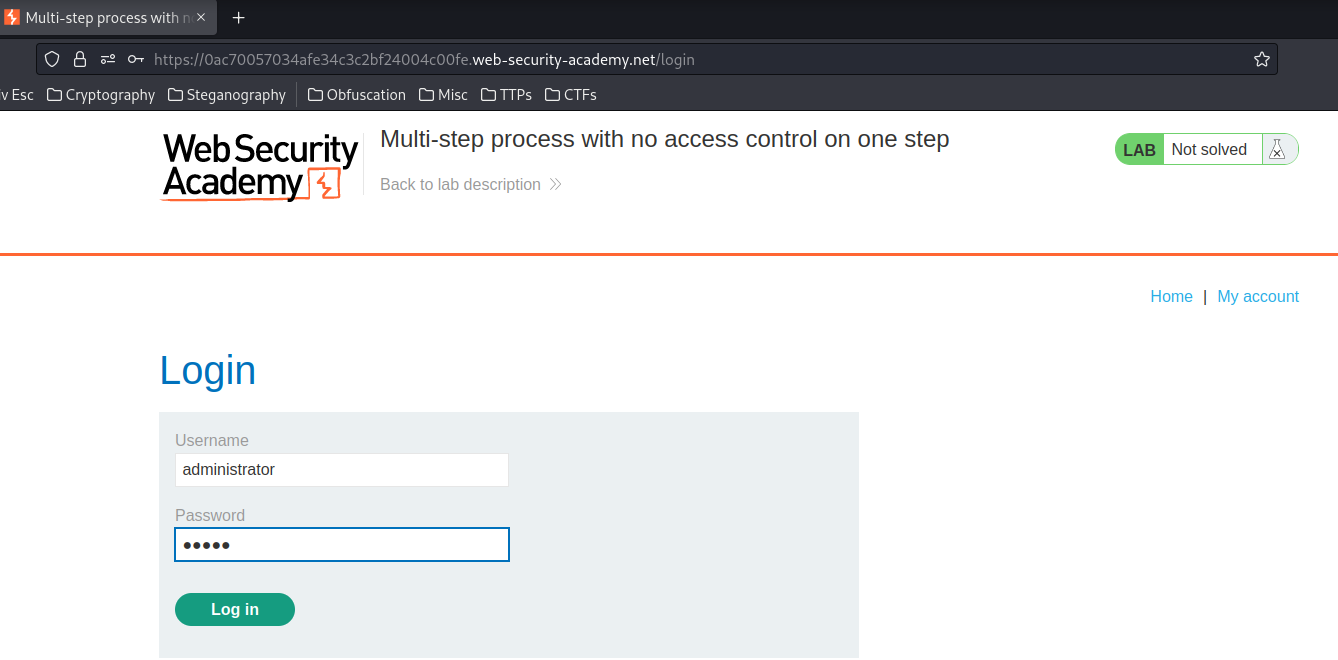 Multi-step process with n
https://0ac70057034afe34c3c2bf24004c00fe.web-security-academy.net/login
iv Esc Cryptography Steganography Obfuscation Misc TTPs CTFs
Web Security
Academy
Multi-step process with no access control on one step
Back to lab description
LAB Not solved
Home | My account
Login
Username
administrator
Password
•••••
Log in